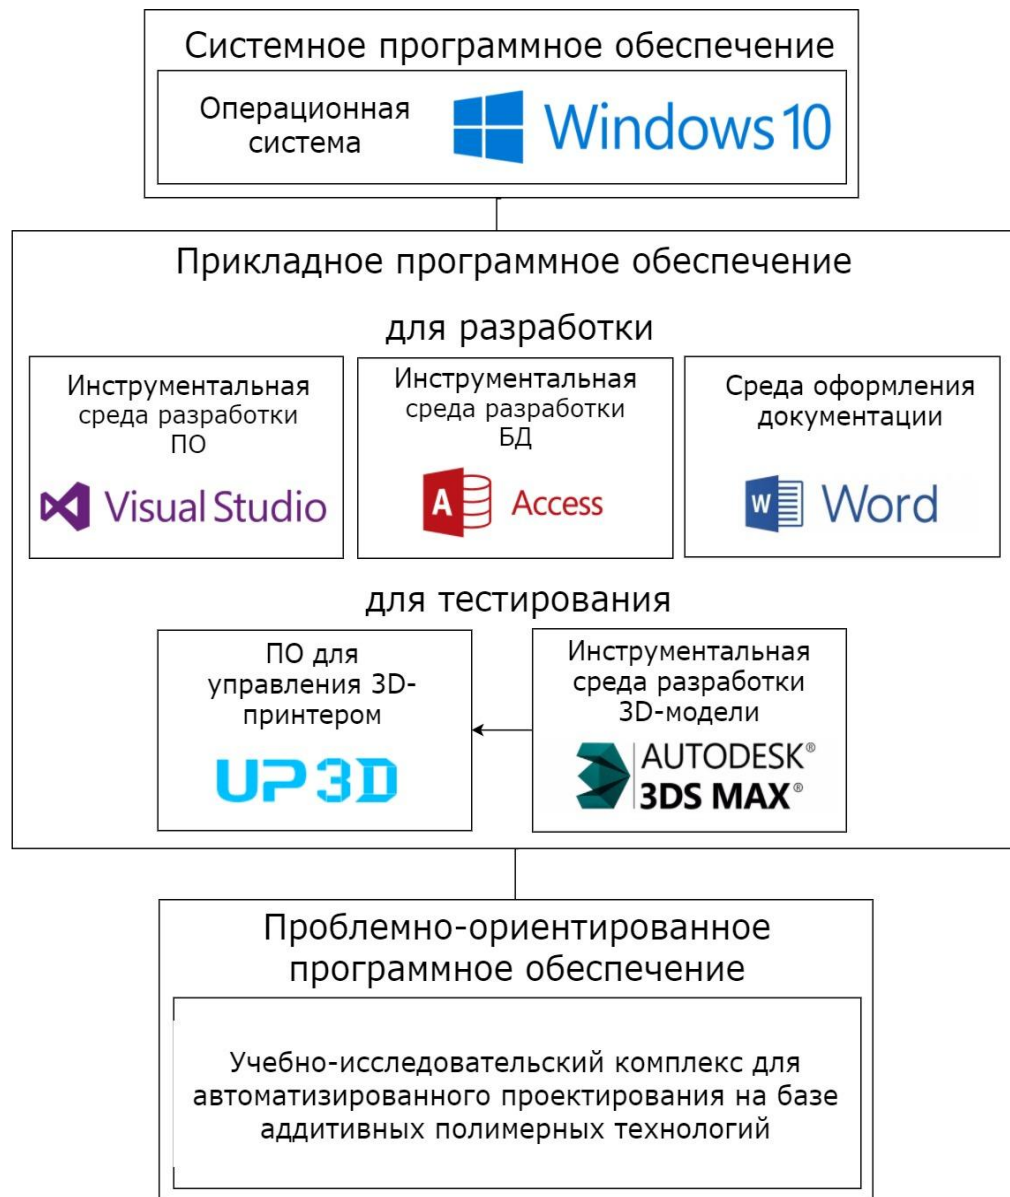 Системное программное обеспечение
Операционная
система
Windows 10
Прикладное программное обеспечение
для разработки
Инструментальная
среда разработки
ПО
Visual Studio
Инструментальная
среда разработки
БД
A
Access
Среда оформления
документации
W
Word
для тестирования
ПО для
управления 3D-
принтером
UP3D
Инструментальная
среда разработки
3D-модели
AUTODESK®
3DS MAX®
Проблемно-ориентированное
программное обеспечение
Учебно-исследовательский комплекс для
автоматизированного проектирования на базе
аддитивных полимерных технологий